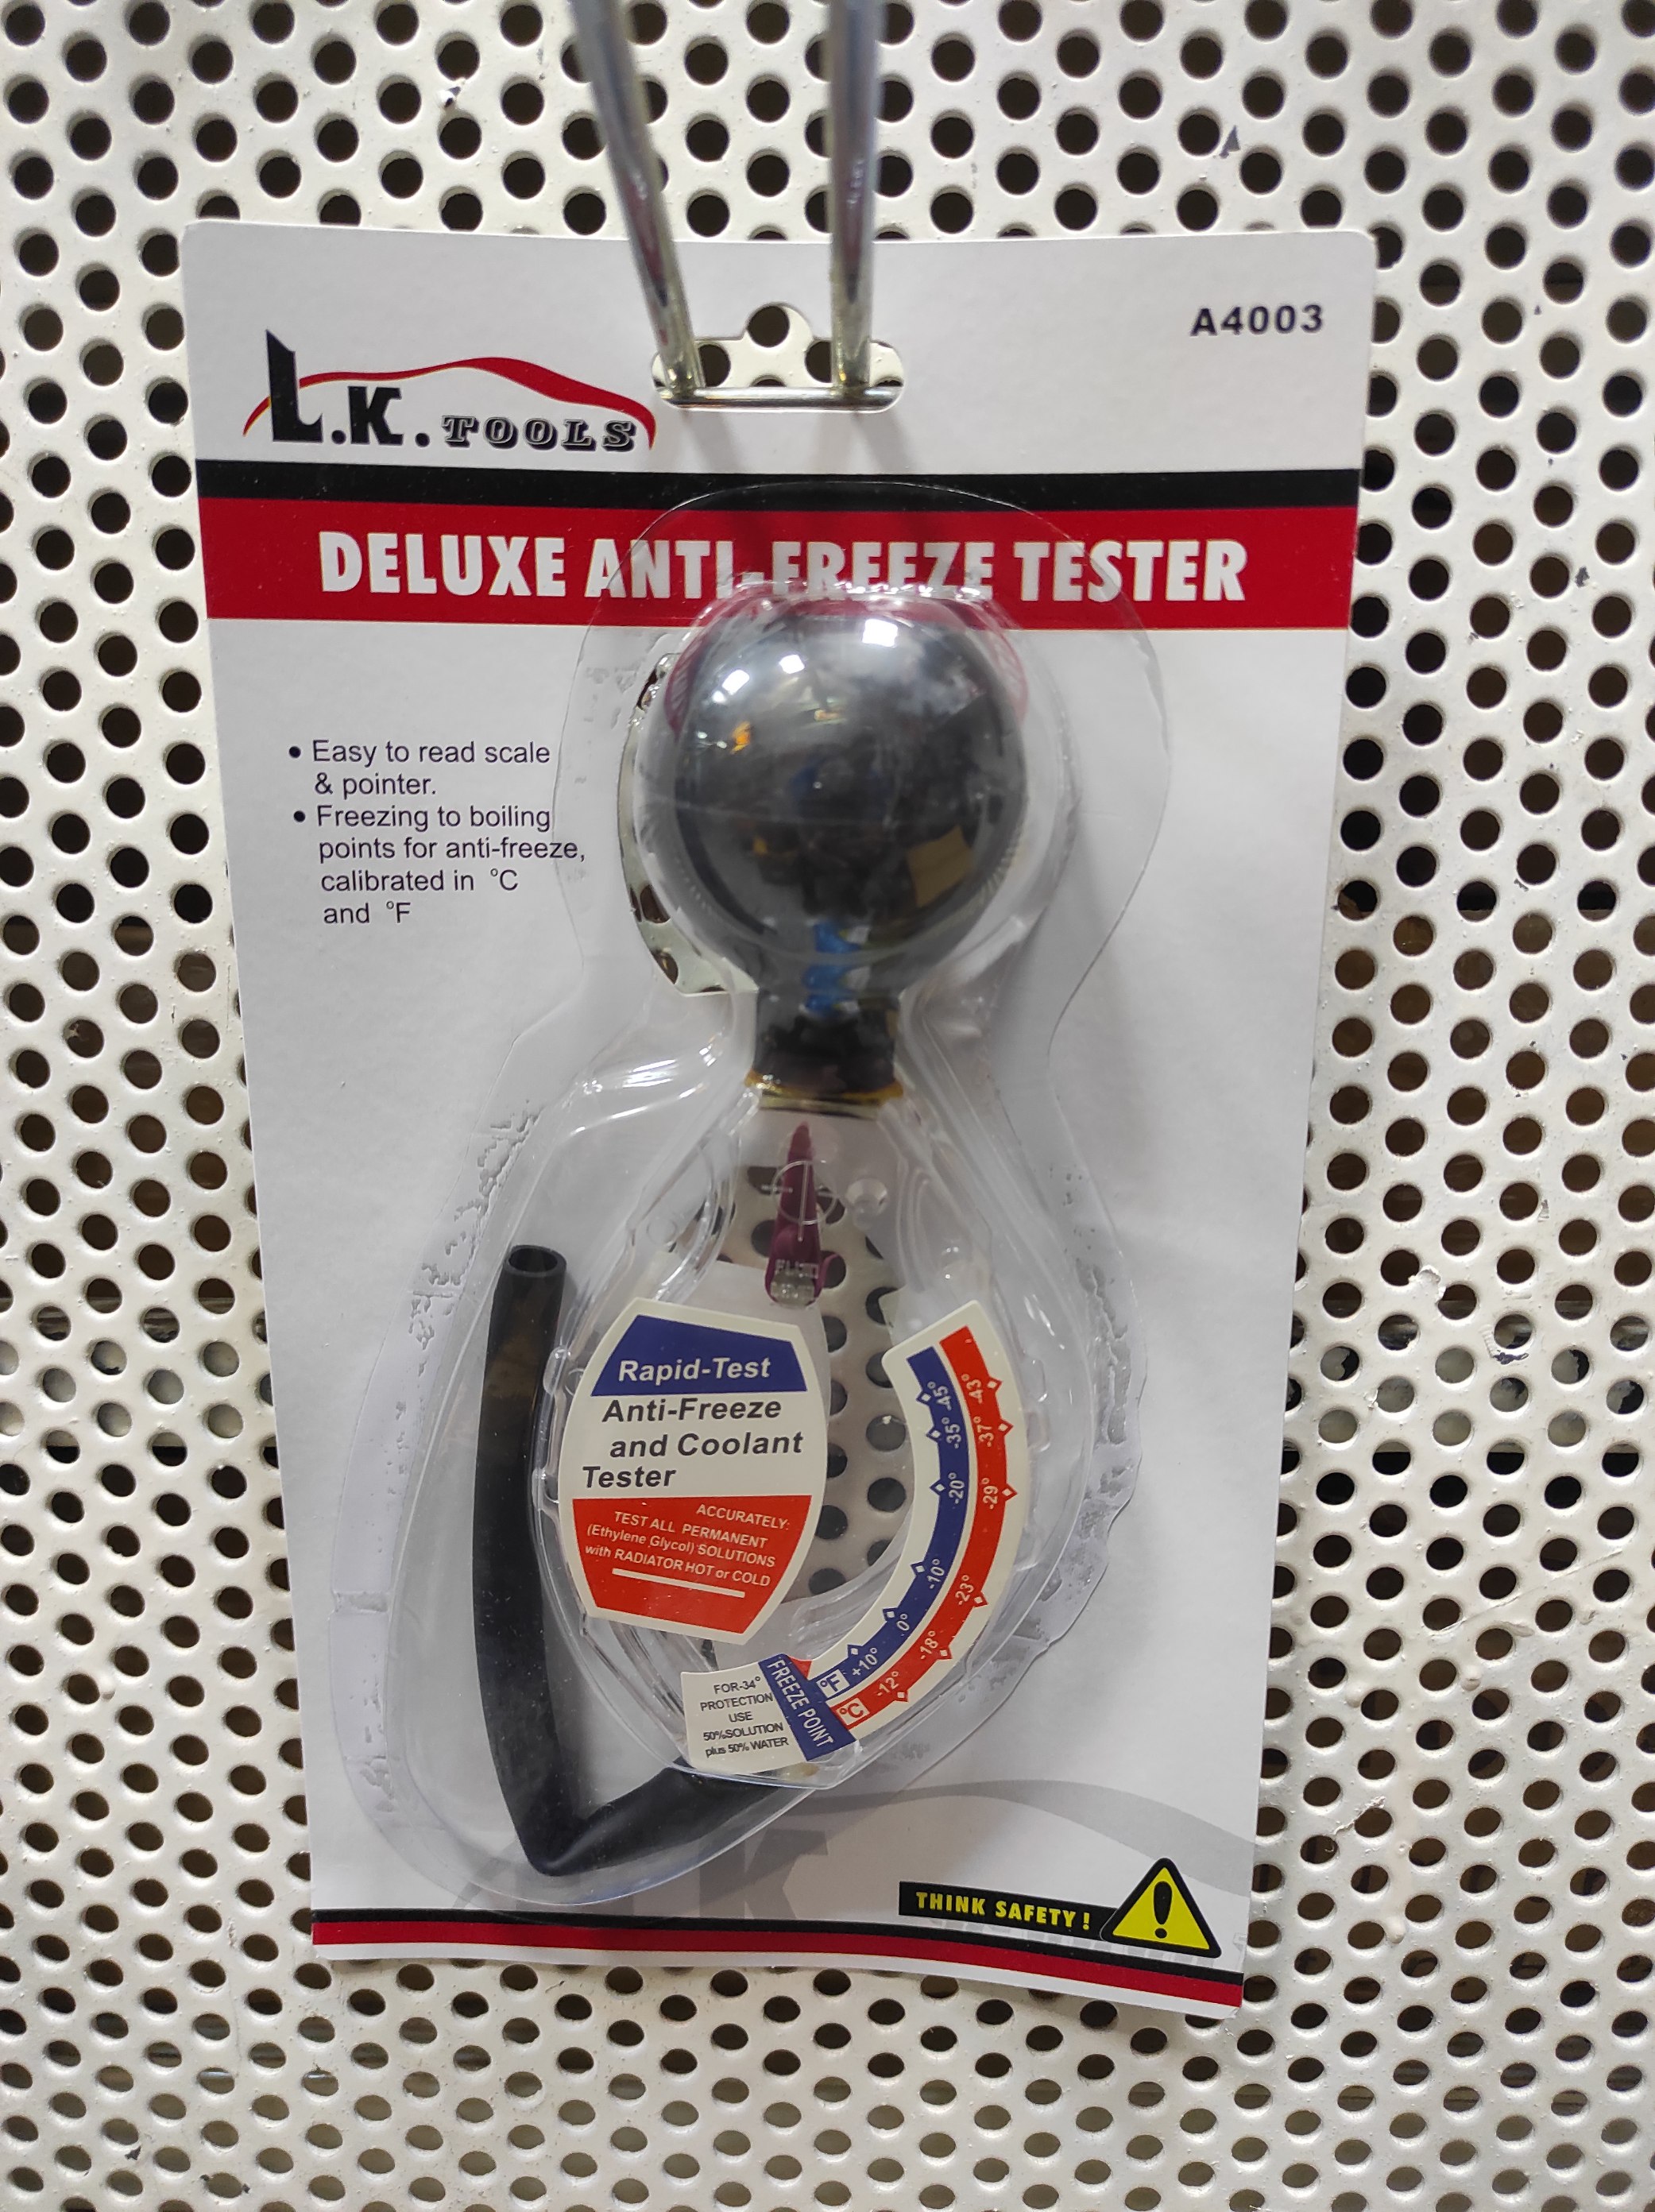 A4003
L.K. TOOLS
DELUXE ANTI-FREEZE TESTER
• Easy to read scale
& pointer.
• Freezing to boiling
points for anti-freeze,
calibrated in °C
and °F
FLUID
Rapid-Test
Anti-Freeze
and Coolant
Tester
ACCURATELY:
TEST ALL PERMANENT
(Ethylene Glycol) SOLUTIONS
with RADIATOR HOT or COLD
-45° -43°
-35° -37°
-20° -29°
-10° -23°
0° -18°
+10° -12°
°F °C
FREEZE POINT
FOR-34°
PROTECTION
USE
50%SOLUTION
plus 50% WATER
THINK SAFETY !